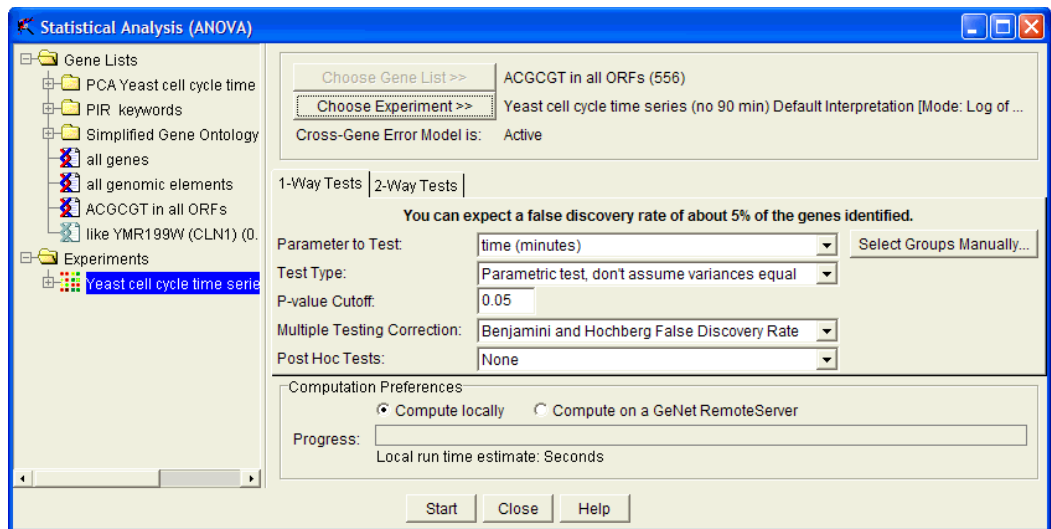 Statistical Analysis (ANOVA)
Gene Lists
PCA Yeast cell cycle time
PIR keywords
Simplified Gene Ontology
all genes
all genomic elements
ACGCGT in all ORFs
like YMR199W (CLN1) (0.
Experiments
Yeast cell cycle time serie
Choose Gene List >> ACGCGT in all ORFs (556)
Choose Experiment >> Yeast cell cycle time series (no 90 min) Default Interpretation [Mode: Log of ...
Cross-Gene Error Model is: Active
1-Way Tests 2-Way Tests
You can expect a false discovery rate of about 5% of the genes identified.
Parameter to Test: time (minutes) Select Groups Manually...
Test Type: Parametric test, don't assume variances equal
P-value Cutoff: 0.05
Multiple Testing Correction: Benjamini and Hochberg False Discovery Rate
Post Hoc Tests: None
Computation Preferences
Compute locally Compute on a GeNet RemoteServer
Progress:
Local run time estimate: Seconds
Start Close Help